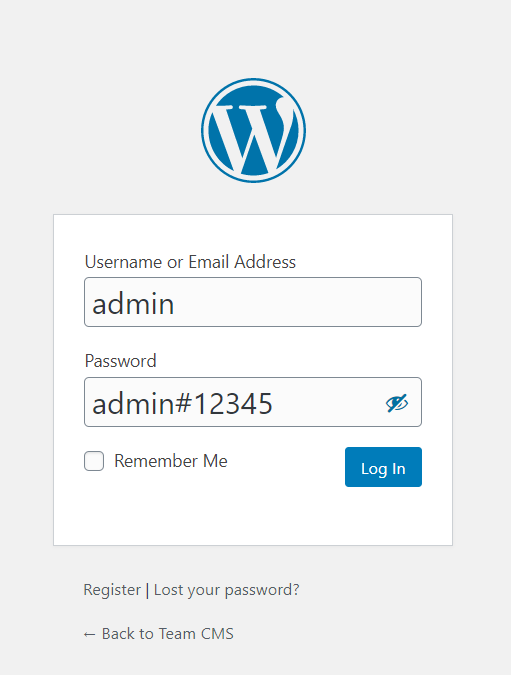 Username or Email Address
admin
Password
admin#12345
Remember Me
Log In
Register | Lost your password?
← Back to Team CMS